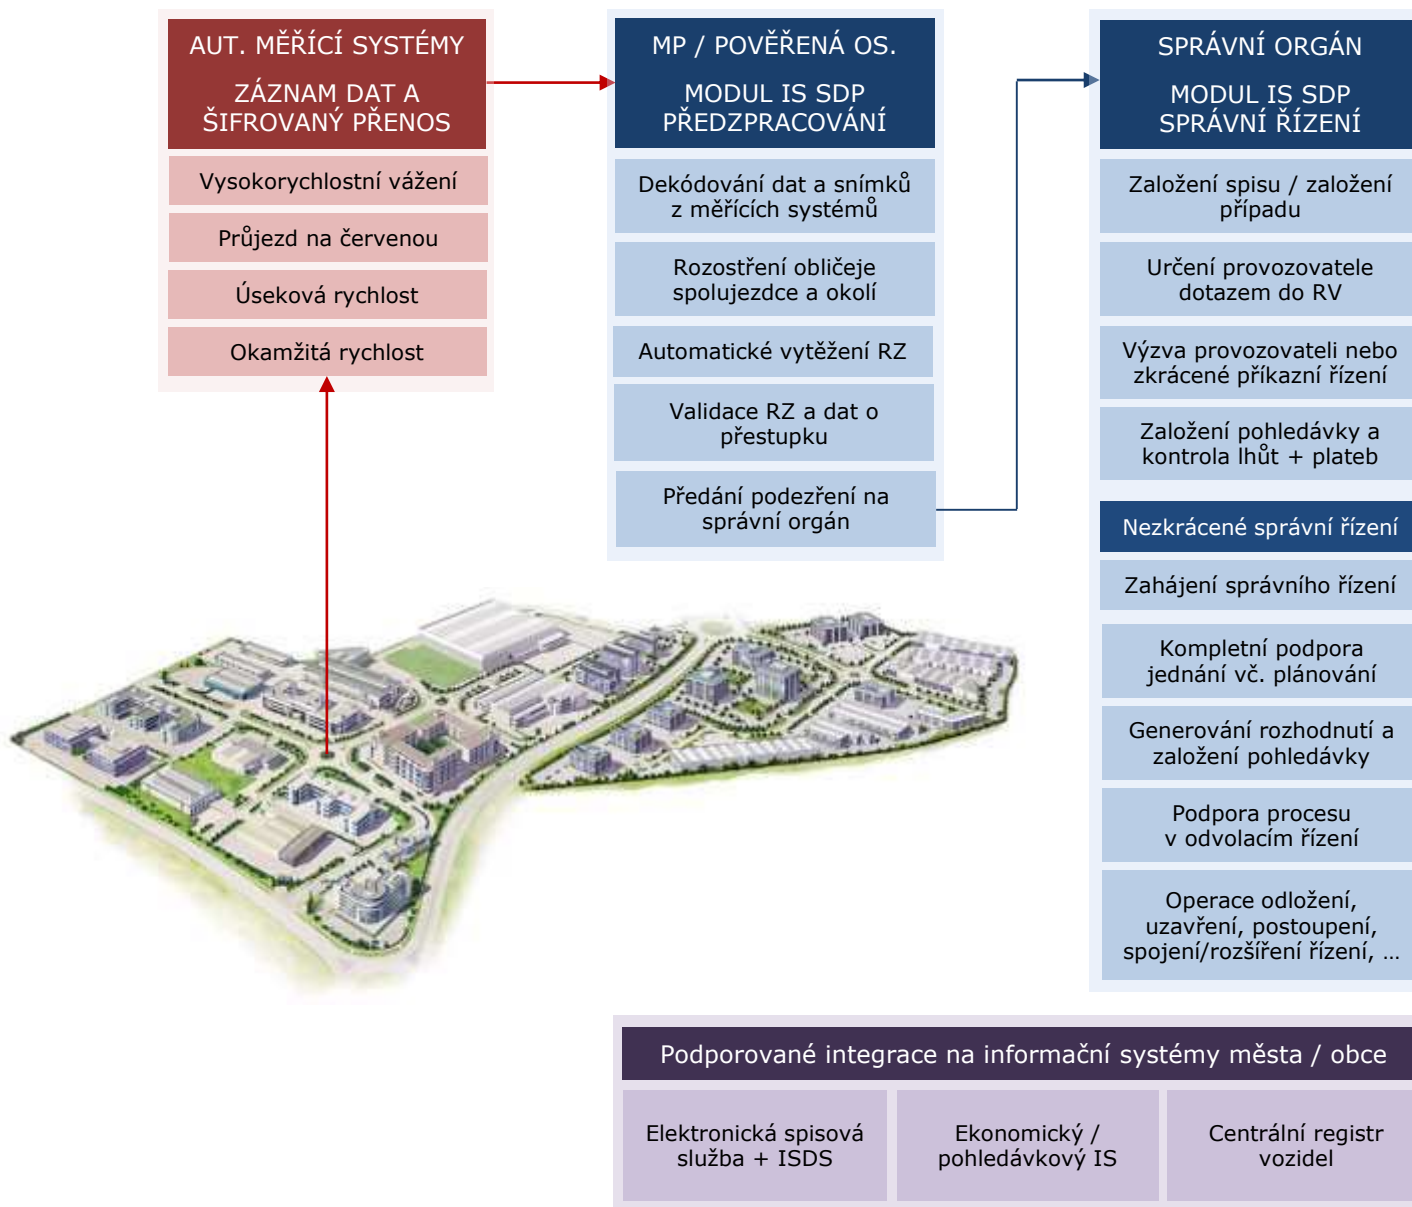 AUT. MĚŘÍCÍ SYSTÉMY
ZÁZNAM DAT A
ŠIFROVANÝ PŘENOS
Vysokorychlostní vážení
Průjezd na červenou
Úseková rychlost
Okamžitá rychlost
MP / POVĚŘENÁ OS.
MODUL IS SDP
PŘEDZPRACOVÁNÍ
Dekódování dat a snímků
z měřících systémů
Rozostření obličeje
spolujezdce a okolí
Automatické vytěžení RZ
Validace RZ a dat o
přestupku
Předání podezření na
správní orgán
SPRÁVNÍ ORGÁN
MODUL IS SDP
SPRÁVNÍ ŘÍZENÍ
Založení spisu / založení
případu
Určení provozovatele
dotazem do RV
Výzva provozovateli nebo
zkrácené příkazní řízení
Založení pohledávky a
kontrola lhůt + plateb
Nezkrácené správní řízení
Zahájení správního řízení
Kompletní podpora
jednání vč. plánování
Generování rozhodnutí a
založení pohledávky
Podpora procesu
v odvolacím řízení
Operace odložení,
uzavření, postoupení,
spojení/rozšíření řízení, …
Podporované integrace na informační systémy města / obce
Elektronická spisová
služba + ISDS
Ekonomický /
pohledávkový IS
Centrální registr
vozidel